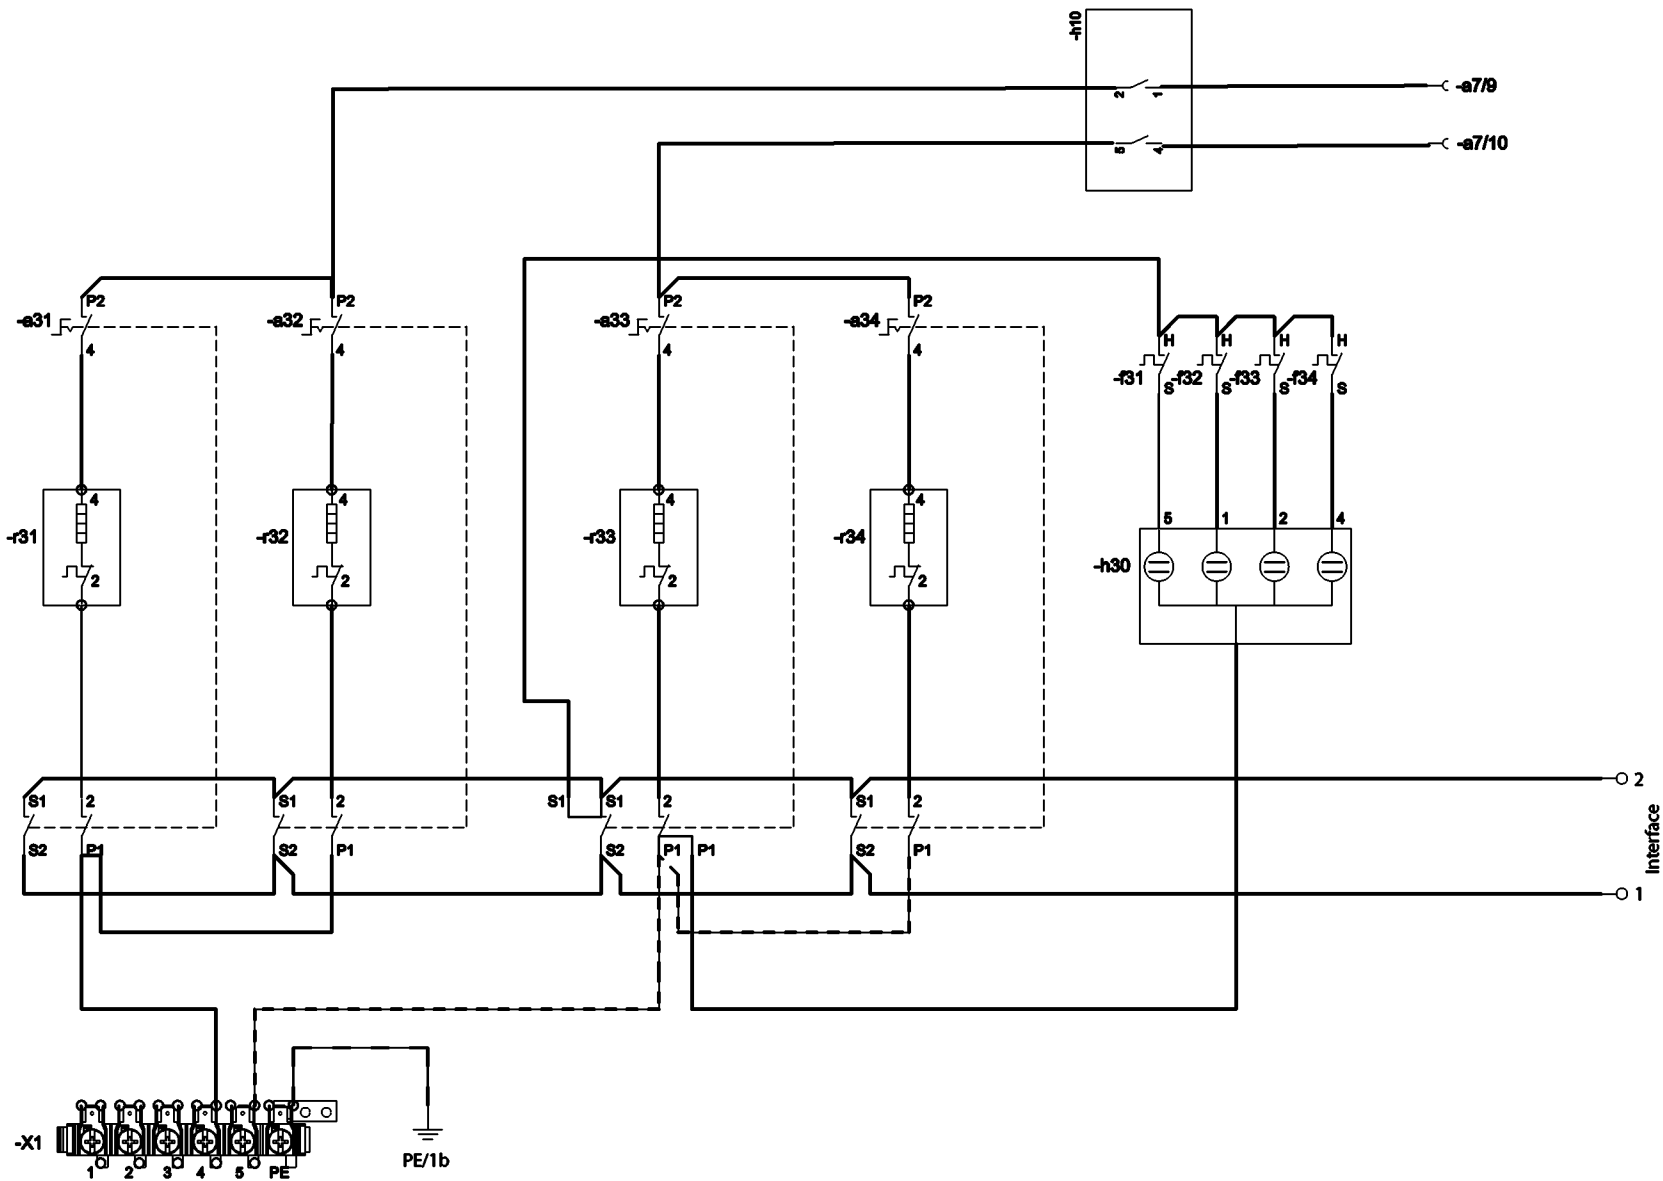 -h10
2 1 -a7/9
5 4 -a7/10
P2 P2 P2 P2
-a31 -a32 -a33 -a34
4 4 4 4
H H H H
-f31 -f32 -f33 -f34
S S S S
4 4 4 4
-r31 -r32 -r33 -r34
2 2 2 2
5 1 2 4
-h30
2
S1 2 S1 2 S1 S1 2 S1 2
S2 P1 S2 P1 S2 P1 P1 S2 P1
Interface
1
-X1
1 2 3 4 5 PE
PE/1b